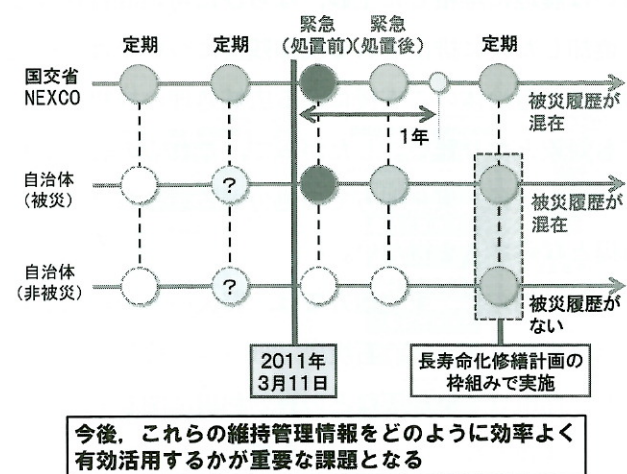 定期
定期
緊急
(処置前)
緊急
(処置後)
定期
国交省
NEXCO
1年
被災履歴が
混在
自治体
(被災)
?
被災履歴が
混在
自治体
(非被災)
?
被災履歴が
ない
2011年
3月11日
長寿命化修繕計画の
枠組みで実施
今後，これらの維持管理情報をどのように効率よく
有効活用するかが重要な課題となる